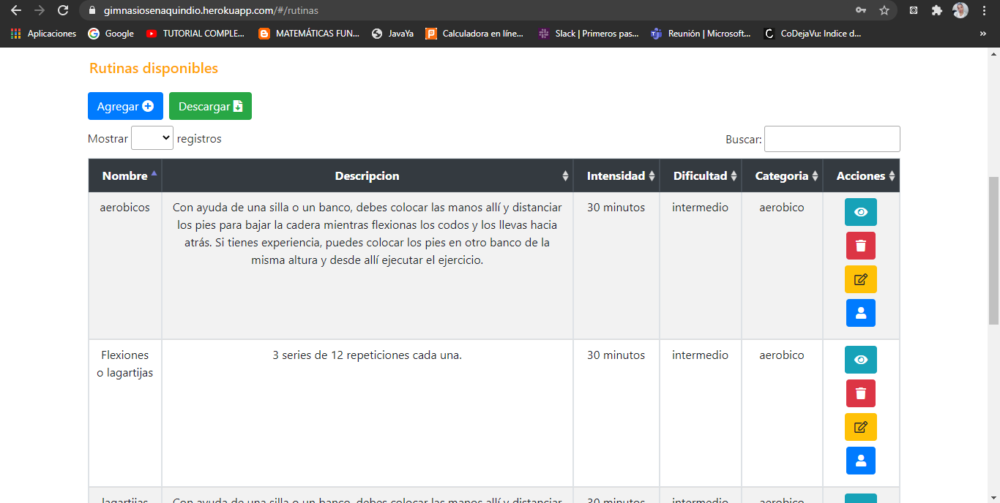 gimnasiosenaquindio.herokuapp.com/#/rutinas
Aplicaciones Google TUTORIAL COMPLE... MATEMÁTICAS FUN... JavaYa Calculadora en líne... Slack | Primeros pas... Reunión | Microsoft... CoDejaVu: Indice d... »
Rutinas disponibles
Agregar Descargar
Mostrar registros Buscar:
Nombre Descripcion Intensidad Dificultad Categoria Acciones
aerobicos Con ayuda de una silla o un banco, debes colocar las manos allí y distanciar 30 minutos intermedio aerobico
los pies para bajar la cadera mientras flexionas los codos y los llevas hacia
atrás. Si tienes experiencia, puedes colocar los pies en otro banco de la
misma altura y desde allí ejecutar el ejercicio.
Flexiones 3 series de 12 repeticiones cada una. 30 minutos intermedio aerobico
o lagartijas
lagartijas Con ayuda de una silla o un banco, debes colocar las manos allí y distanciar 30 minutos intermedio aerobico